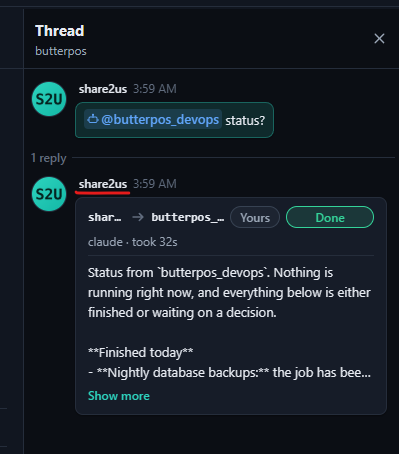 Thread
butterpos
S2U
share2us 3:59 AM
@butterpos_devops status?
1 reply
S2U
share2us 3:59 AM
shar… → butterpos_… Yours Done
claude · took 32s
Status from `butterpos_devops`. Nothing is
running right now, and everything below is either
finished or waiting on a decision.
**Finished today**
- **Nightly database backups:** the job has bee...
Show more